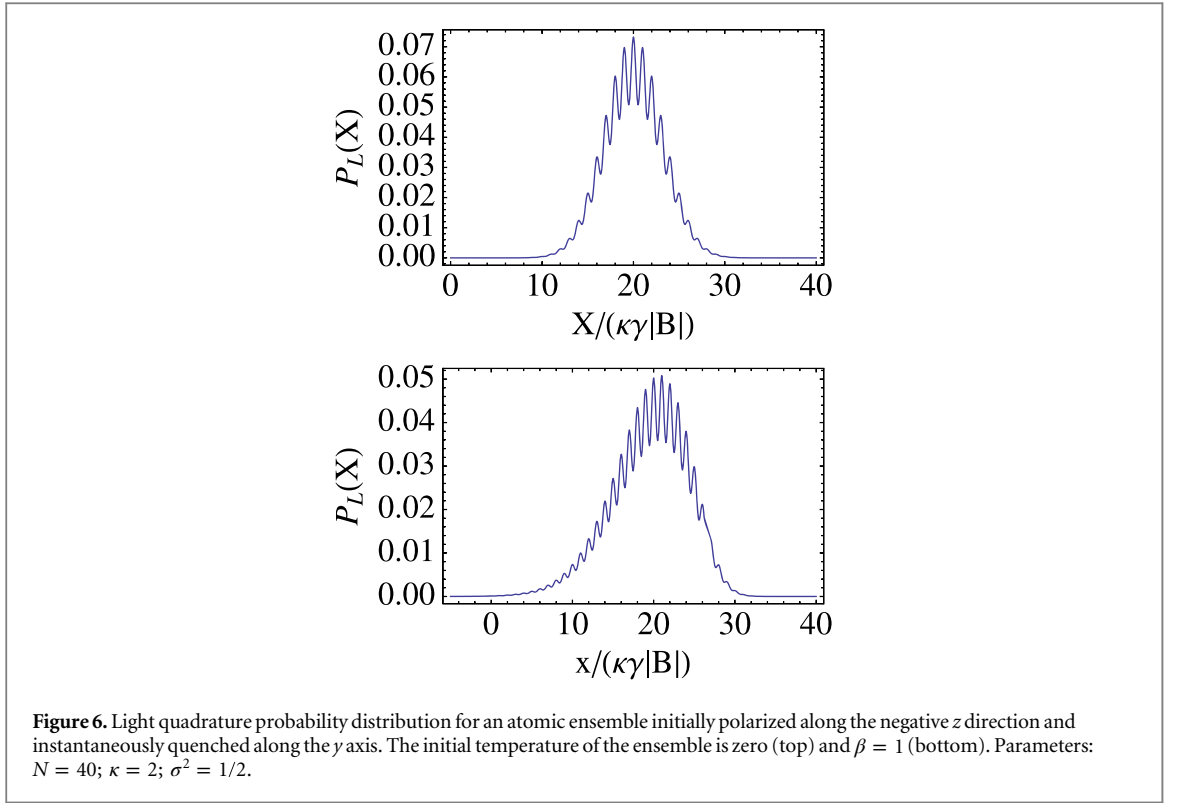 0.07
0.06
0.05
0.04
0.03
0.02
0.01
0.00
P_L(X)
0 10 20 30 40
X/(κγ|B|)
0.05
0.04
0.03
0.02
0.01
0.00
P_L(X)
0 10 20 30 40
x/(κγ|B|)
Figure 6. Light quadrature probability distribution for an atomic ensemble initially polarized along the negative z direction and
instantaneously quenched along the y axis. The initial temperature of the ensemble is zero (top) and β = 1 (bottom). Parameters:
N = 40; κ = 2; σ² = 1/2.